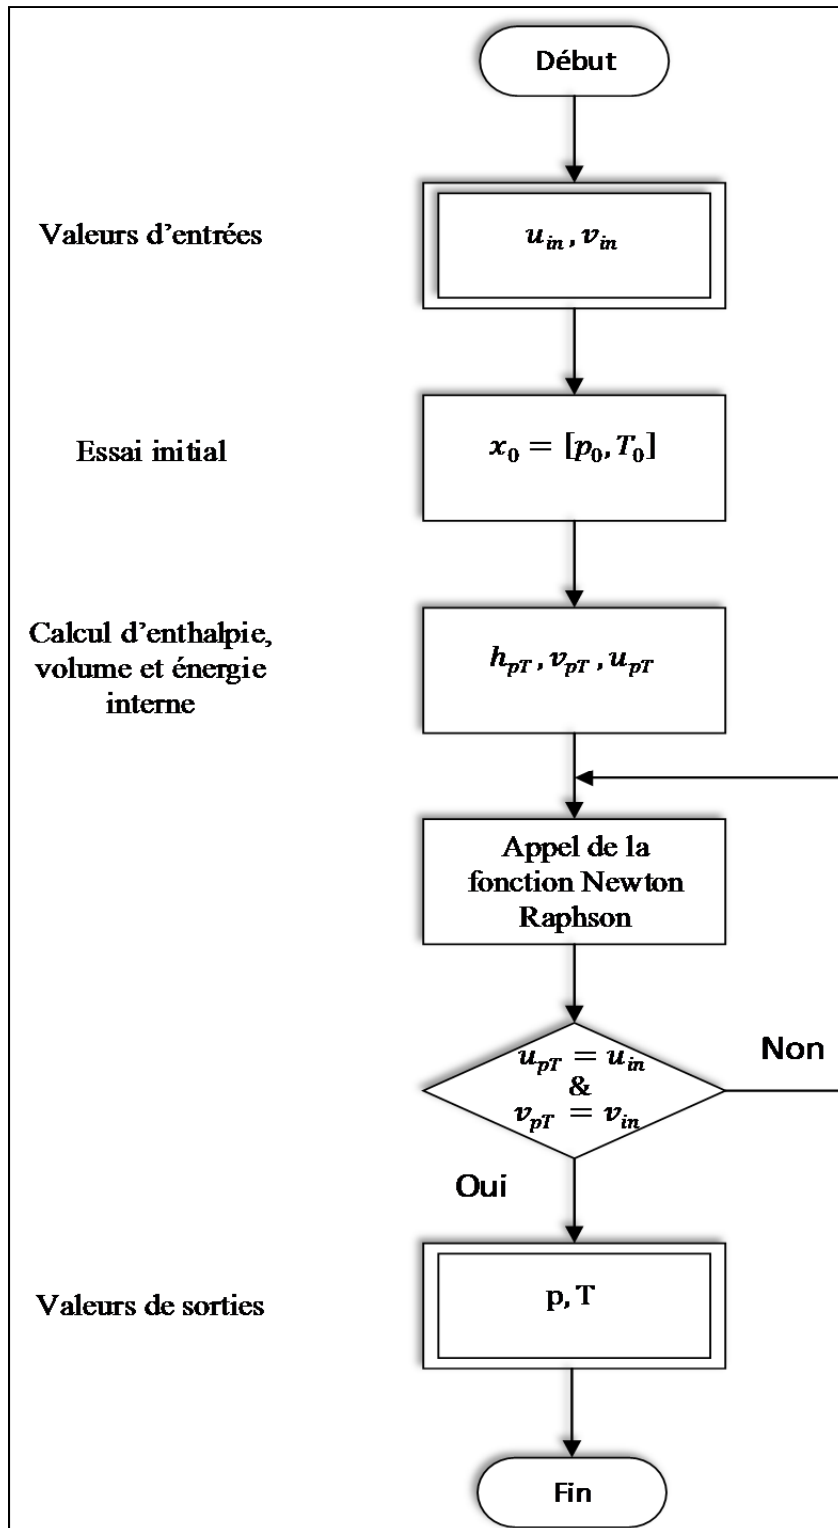 Début
Valeurs d'entrées
u_in, v_in
Essai initial
x_0 = [p_0, T_0]
Calcul d'enthalpie,
volume et énergie
interne
h_pT, v_pT, u_pT
Appel de la
fonction Newton
Raphson
u_pT = u_in
&
v_pT = v_in
Non
Oui
Valeurs de sorties
p, T
Fin